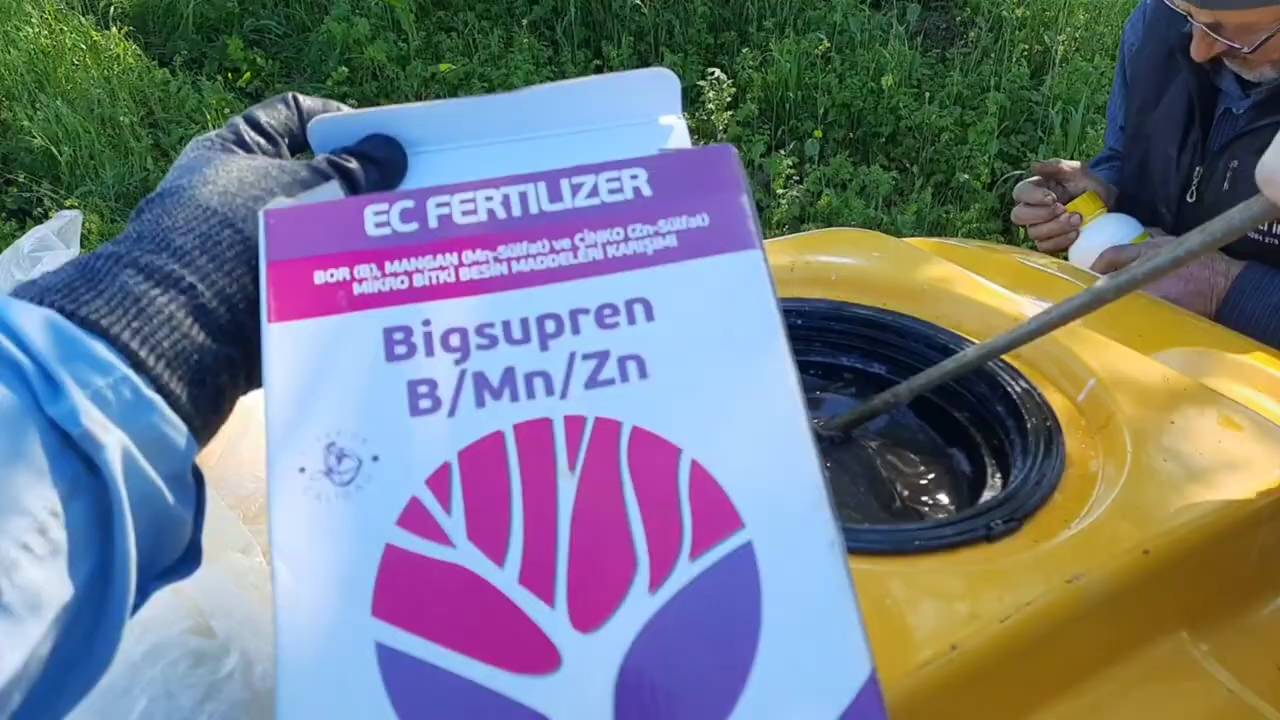 EC FERTILIZER
BOR (B), MANGAN (Mn-Sülfat) ve ÇİNKO (Zn-Sülfat)
MİKRO BİTKİ BESİN MADDELERİ KARIŞIMI
Bigsupren
B/Mn/Zn